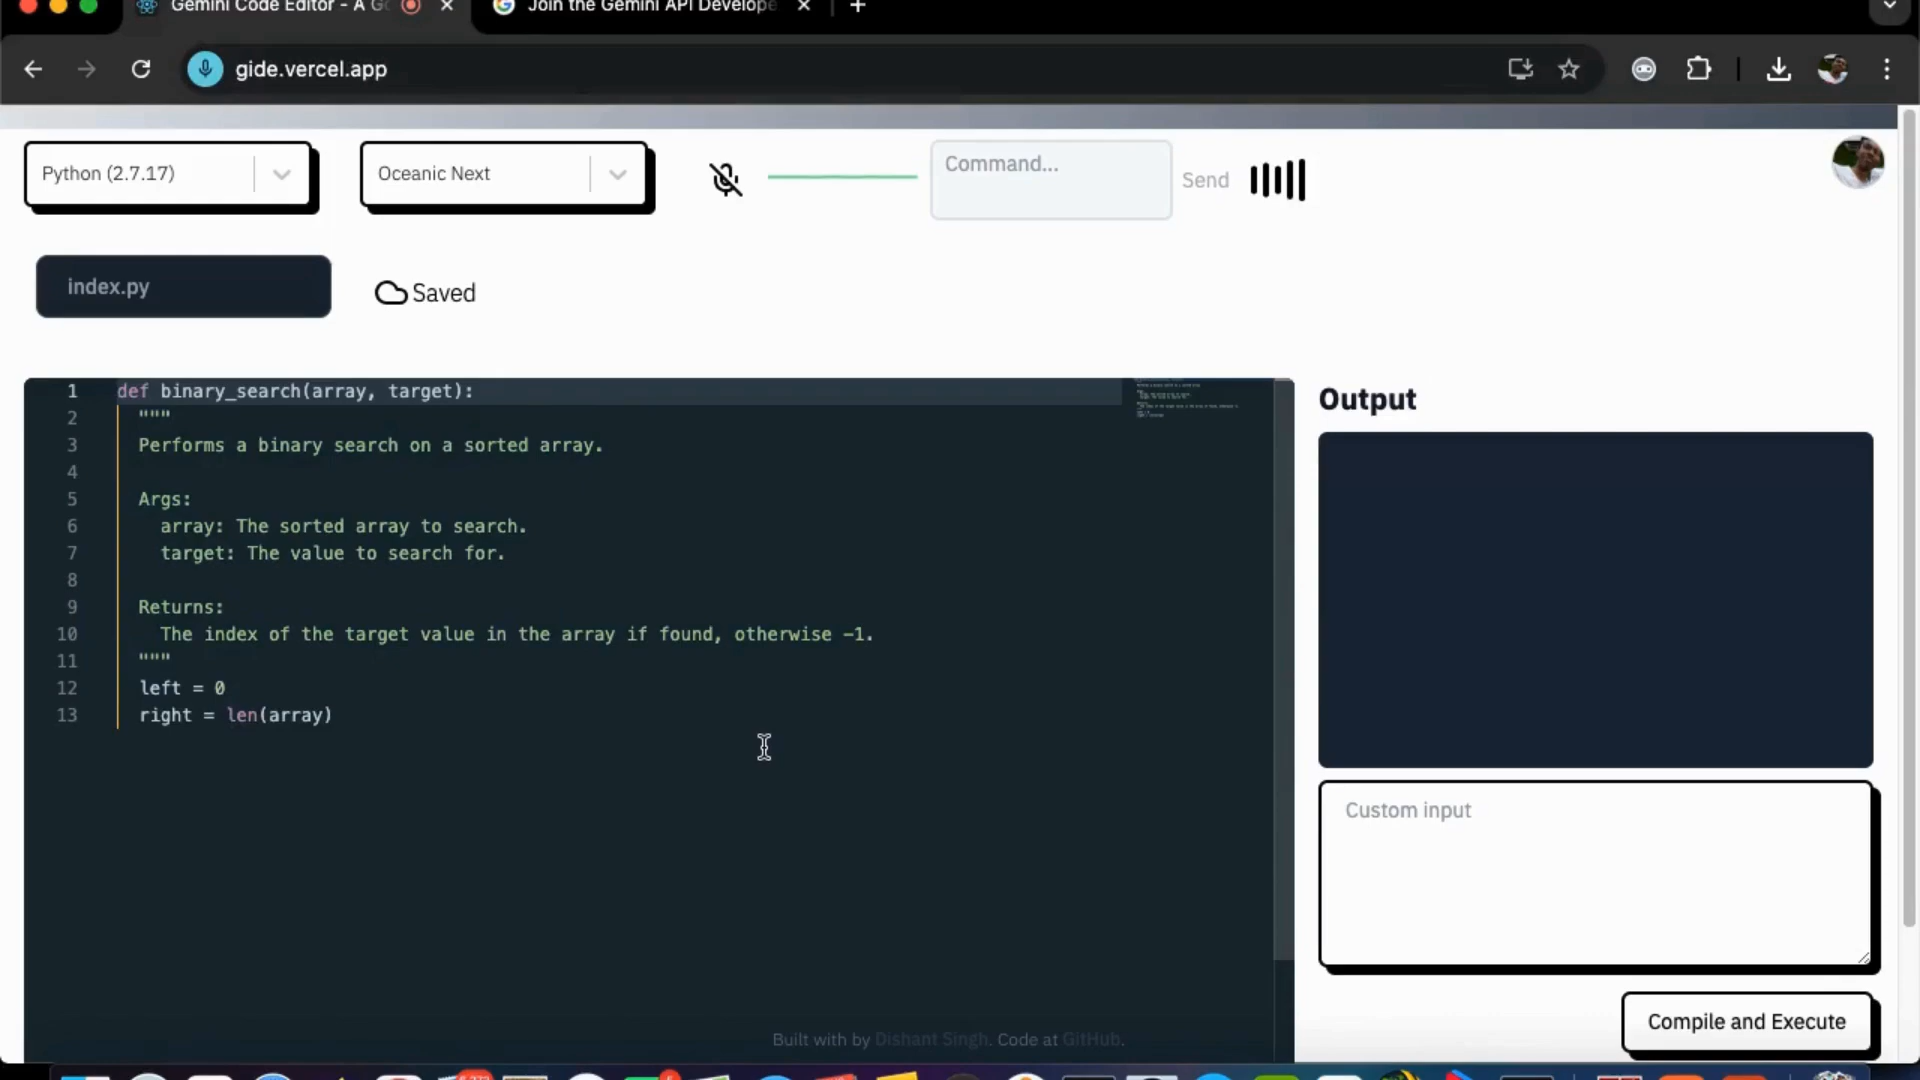 Gemini Code Editor - A Go
Join the Gemini API Develope
gide.vercel.app
Python (2.7.17)
Oceanic Next
Command...
Send
index.py
Saved
1 def binary_search(array, target):
2 """
3 Performs a binary search on a sorted array.
4
5 Args:
6 array: The sorted array to search.
7 target: The value to search for.
8
9 Returns:
10 The index of the target value in the array if found, otherwise -1.
11 """
12 left = 0
13 right = len(array)
Output
Custom input
Compile and Execute
Built with by Dishant Singh. Code at GitHub.